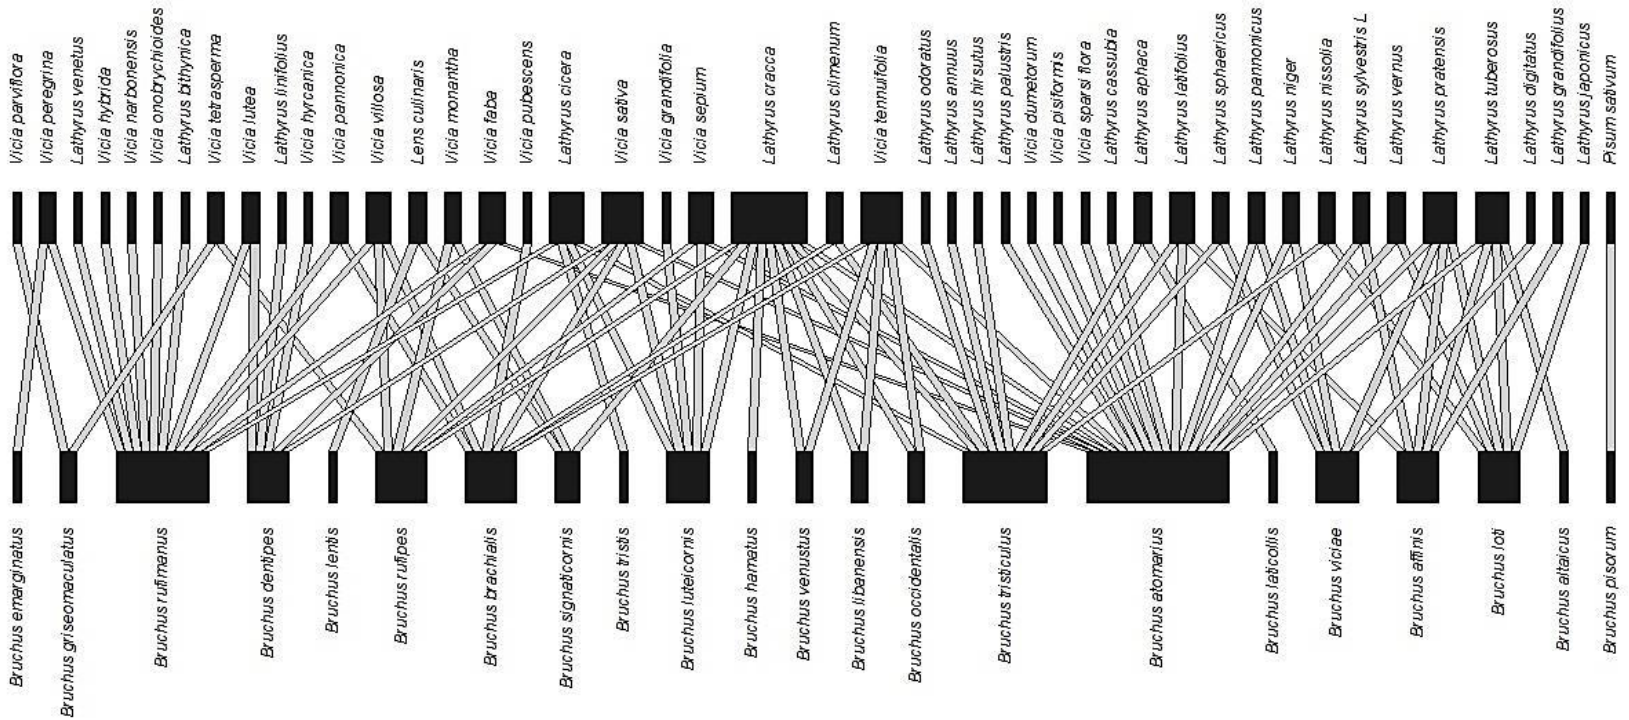 Vicia parviflora
Vicia peregrina
Lathyrus venetus
Vicia hybrida
Vicia narbonensis
Vicia onobrychioides
Lathyrus bithynica
Vicia tetrasperma
Vicia lutea
Lathyrus linifolius
Vicia hyrcanica
Vicia pannonica
Vicia villosa
Lens culinaris
Vicia monantha
Vicia faba
Vicia pubescens
Lathyrus cicera
Vicia sativa
Vicia grandifolia
Vicia sepium
Lathyrus cracca
Lathyrus climenum
Vicia tennuifolia
Lathyrus odoratus
Lathyrus annuus
Lathyrus hirsutus
Lathyrus palustris
Vicia dumetorum
Vicia pisiformis
Vicia sparsi flora
Lathyrus cassubia
Lathyrus aphaca
Lathyrus latifolius
Lathyrus sphaericus
Lathyrus pannonicus
Lathyrus niger
Lathyrus nissolia
Lathyrus sylvestris L
Lathyrus vernus
Lathyrus pratensis
Lathyrus tuberosus
Lathyrus digitatus
Lathyrus grandifolius
Lathyrus japonicus
Pisum sativum
Bruchus emarginatus
Bruchus griseomaculatus
Bruchus rufimanus
Bruchus dentipes
Bruchus lentis
Bruchus rufipes
Bruchus brachialis
Bruchus signaticornis
Bruchus tristis
Bruchus luteicornis
Bruchus hamatus
Bruchus venustus
Bruchus libanensis
Bruchus occidentalis
Bruchus tristiculus
Bruchus atomarius
Bruchus laticollis
Bruchus viciae
Bruchus affinis
Bruchus loti
Bruchus altaicus
Bruchus pisorum